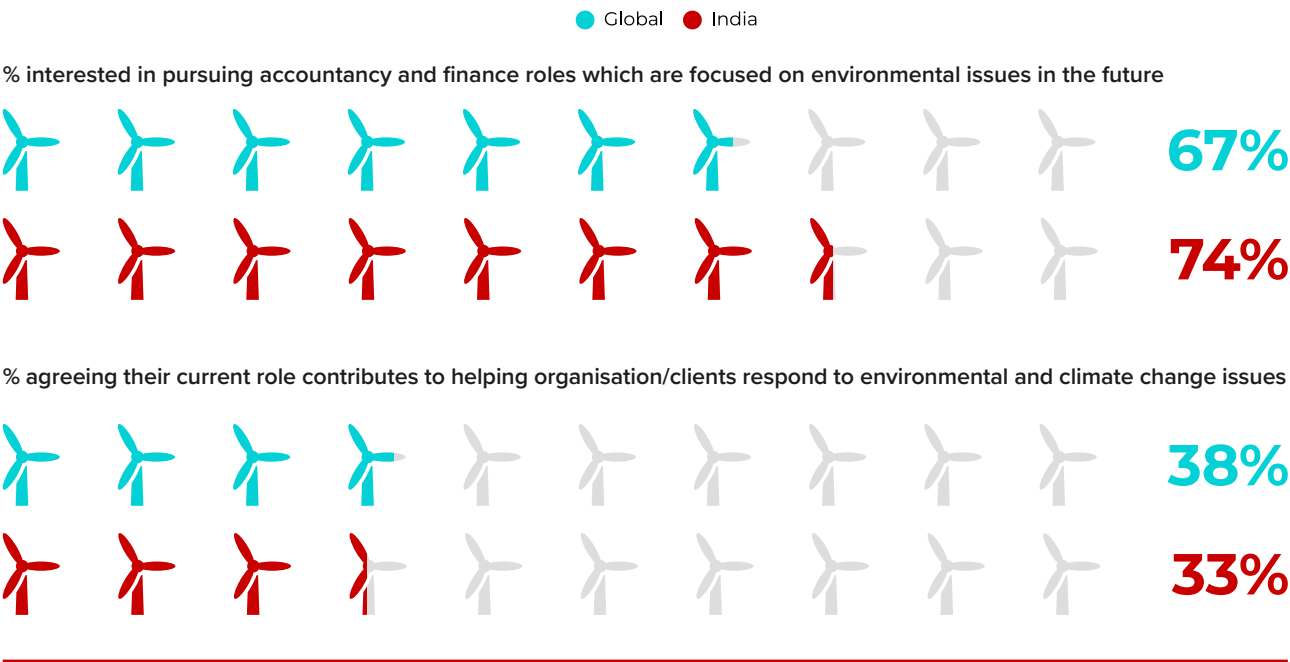 Global India
% interested in pursuing accountancy and finance roles which are focused on environmental issues in the future
67%
74%
% agreeing their current role contributes to helping organisation/clients respond to environmental and climate change issues
38%
33%